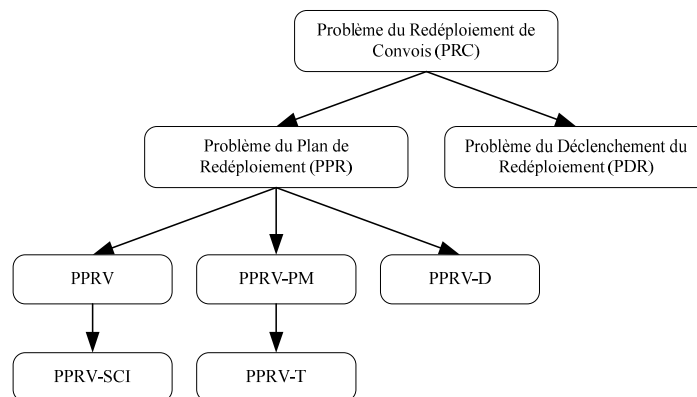 Problème du Redéploiement de
Convois (PRC)
Problème du Plan de
Redéploiement (PPR)
Problème du Déclenchement du
Redéploiement (PDR)
PPRV
PPRV-PM
PPRV-D
PPRV-SCI
PPRV-T